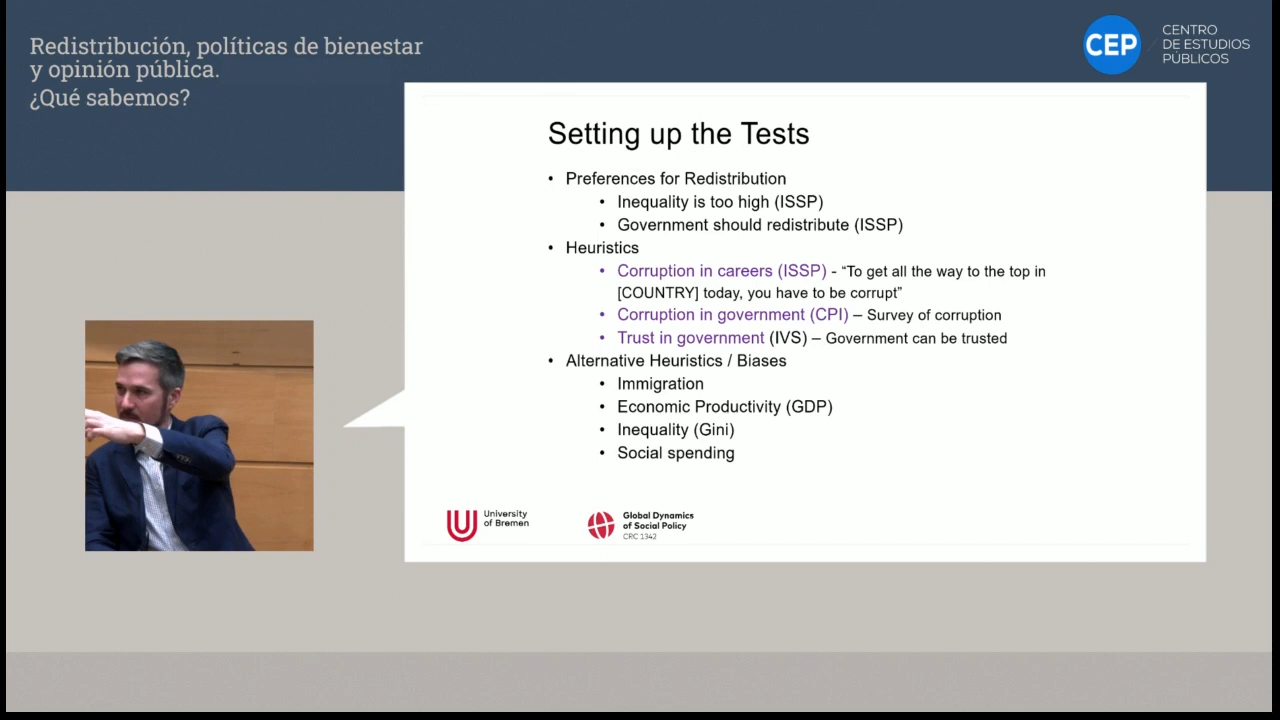 Redistribución, políticas de bienestar
y opinión pública.
¿Qué sabemos?
CEP
CENTRO
DE ESTUDIOS
PÚBLICOS
Setting up the Tests
• Preferences for Redistribution
• Inequality is too high (ISSP)
• Government should redistribute (ISSP)
• Heuristics
• Corruption in careers (ISSP) - “To get all the way to the top in
[COUNTRY] today, you have to be corrupt”
• Corruption in government (CPI) – Survey of corruption
• Trust in government (IVS) – Government can be trusted
• Alternative Heuristics / Biases
• Immigration
• Economic Productivity (GDP)
• Inequality (Gini)
• Social spending
University
of Bremen
Global Dynamics
of Social Policy
CRC 1342